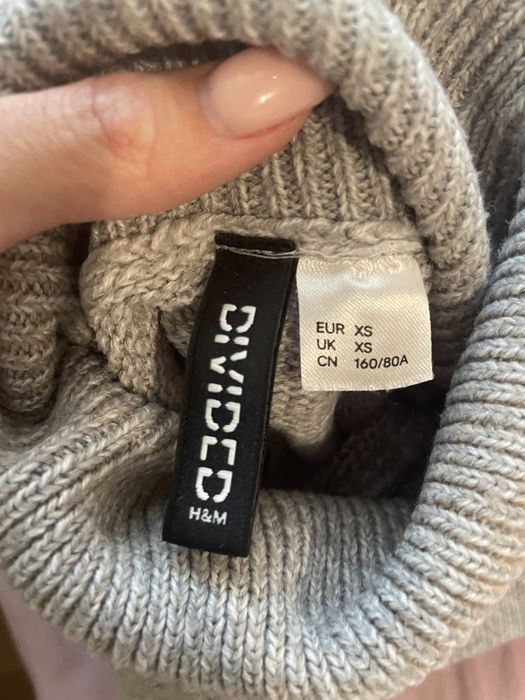 DIVIDED
H&M
EUR XS
UK XS
CN 160/80A